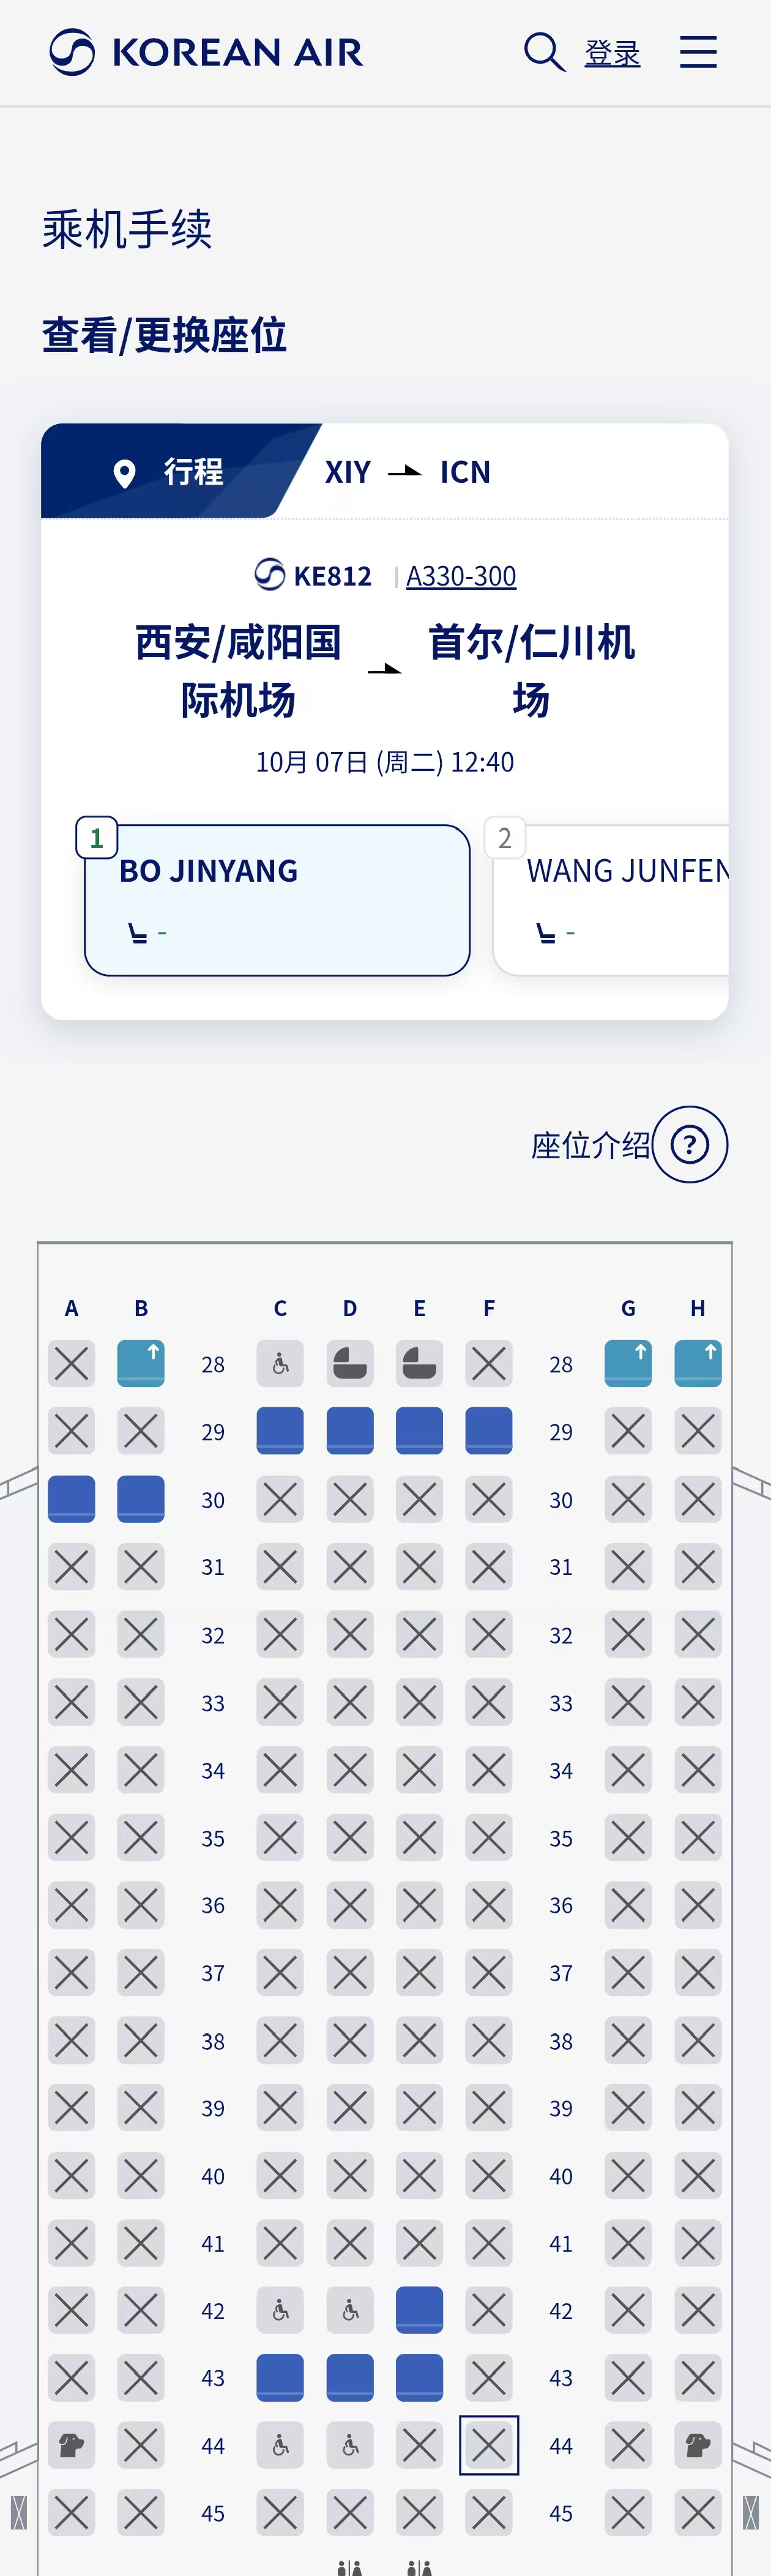 KOREAN AIR 登录
乘机手续
查看/更换座位
行程 XIY ICN
KE812 | A330-300
西安/咸阳国际机场 首尔/仁川机场
10月 07日 (周二) 12:40
1 2
BO JINYANG WANG JUNFEN
- -
座位介绍 ?
A B C D E F G H
28 28
29 29
30 30
31 31
32 32
33 33
34 34
35 35
36 36
37 37
38 38
39 39
40 40
41 41
42 42
43 43
44 44
45 45